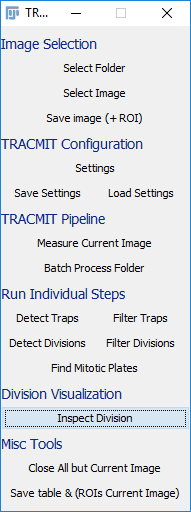 TR...
Image Selection
Select Folder
Select Image
Save image (+ ROI)
TRACMIT Configuration
Settings
Save Settings Load Settings
TRACMIT Pipeline
Measure Current Image
Batch Process Folder
Run Individual Steps
Detect Traps Filter Traps
Detect Divisions Filter Divisions
Find Mitotic Plates
Division Visualization
Inspect Division
Misc Tools
Close All but Current Image
Save table & (ROIs Current Image)